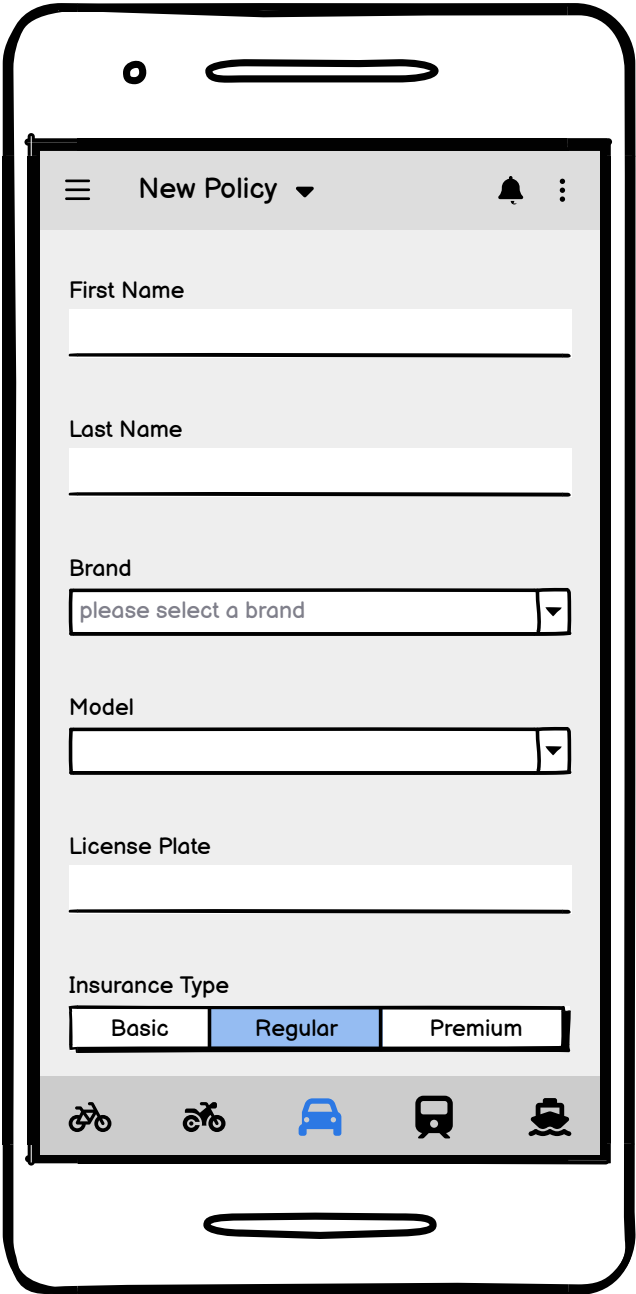 New Policy
First Name
Last Name
Brand
please select a brand
Model
License Plate
Insurance Type
Basic Regular Premium